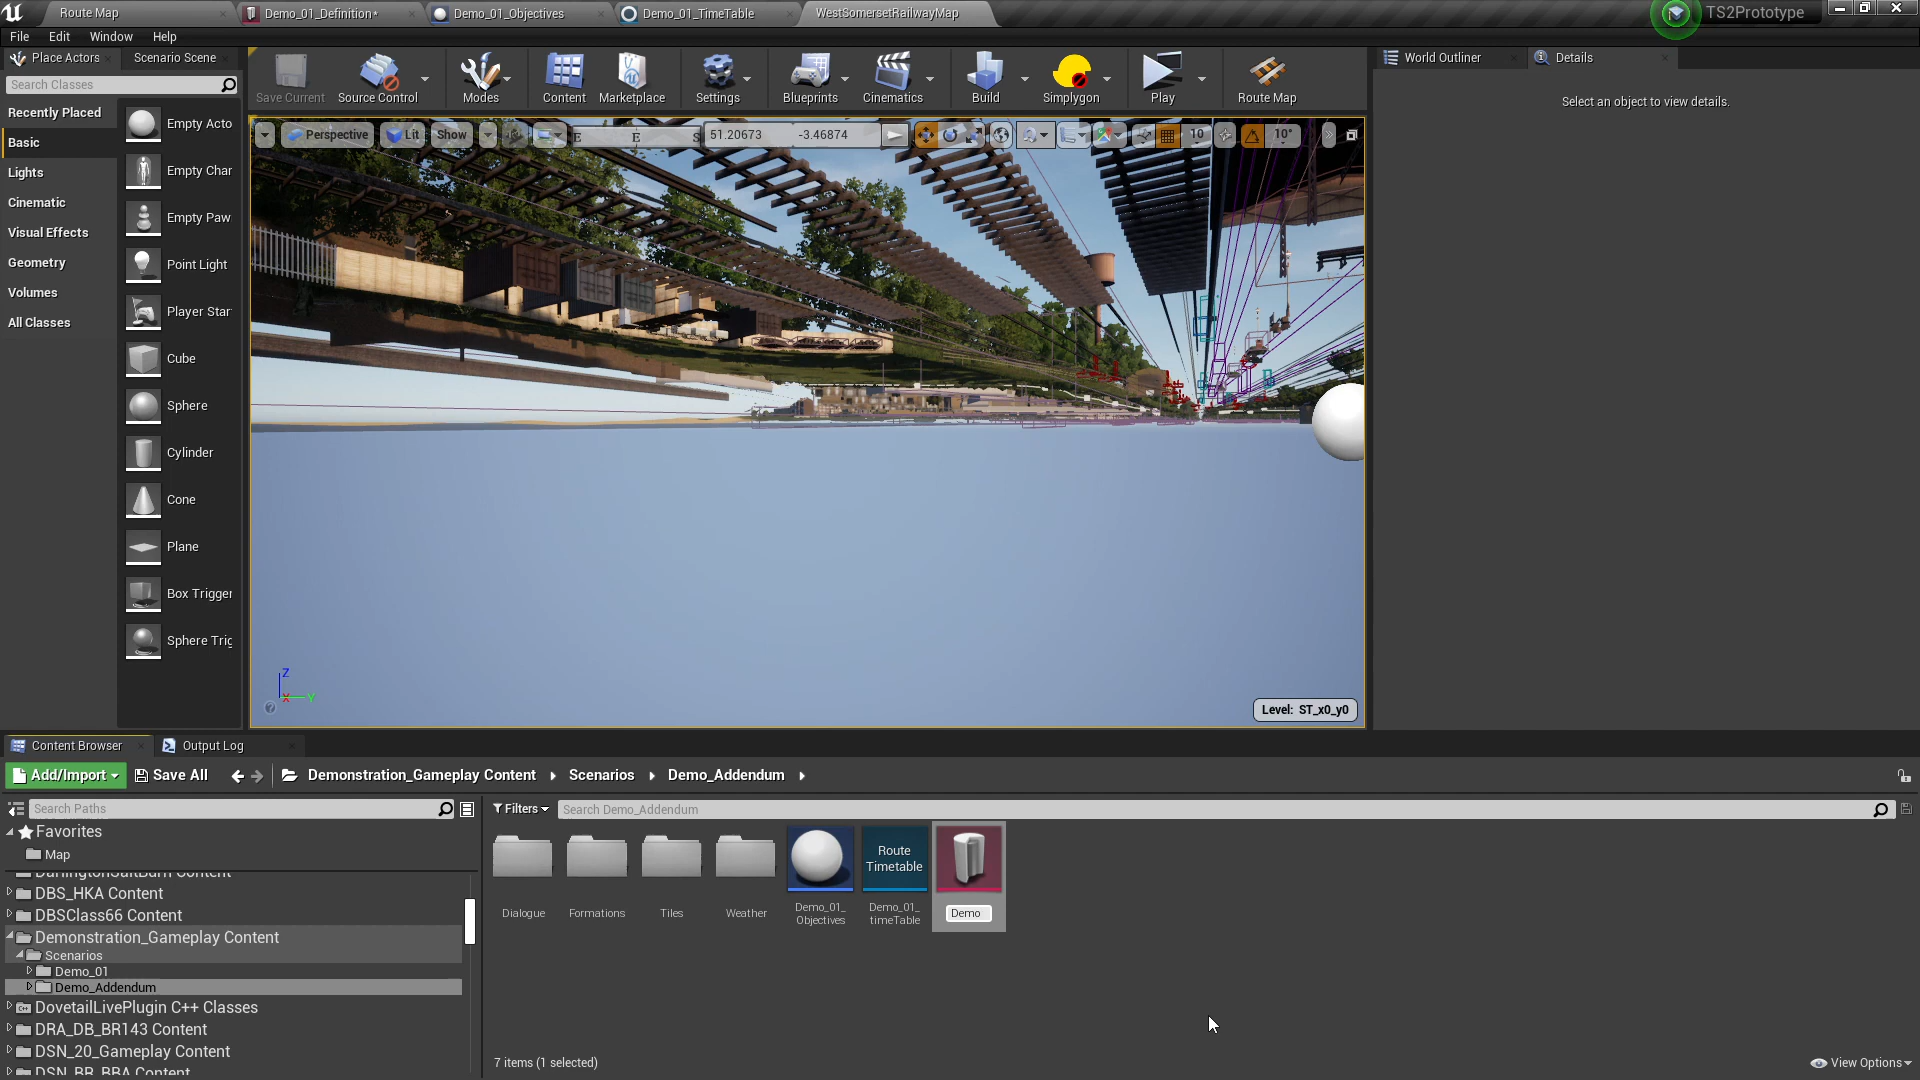 Route Map
Demo_01_Definition*
Demo_01_Objectives
Demo_01_TimeTable
WestSomersetRailwayMap
TS2Prototype
File Edit Window Help
Place Actors
Scenario Scene
World Outliner
Details
Search Classes
Save Current
Source Control
Modes
Content
Marketplace
Settings
Blueprints
Cinematics
Build
Simplygon
Play
Route Map
Select an object to view details.
Recently Placed
Basic
Lights
Cinematic
Visual Effects
Geometry
Volumes
All Classes
Empty Acto
Empty Char
Empty Paw
Point Light
Player Star
Cube
Sphere
Cylinder
Cone
Plane
Box Trigger
Sphere Trig
Perspective
Lit
Show
E
E
S
51.20673
-3.46874
10
10°
Z
X
Y
Level: ST_x0_y0
Content Browser
Output Log
Add/Import
Save All
Demonstration_Gameplay Content
Scenarios
Demo_Addendum
Search Paths
Filters
Search Demo_Addendum
Favorites
Map
DarlingtonSaltburn Content
DBS_HKA Content
DBSClass66 Content
Demonstration_Gameplay Content
Scenarios
Demo_01
Demo_Addendum
DovetailLivePlugin C++ Classes
DRA_DB_BR143 Content
DSN_20_Gameplay Content
DSN_BR_BBA Content
Dialogue
Formations
Tiles
Weather
Demo_01_
Objectives
Route
Timetable
Demo_01_
timeTable
Demo
7 items (1 selected)
View Options